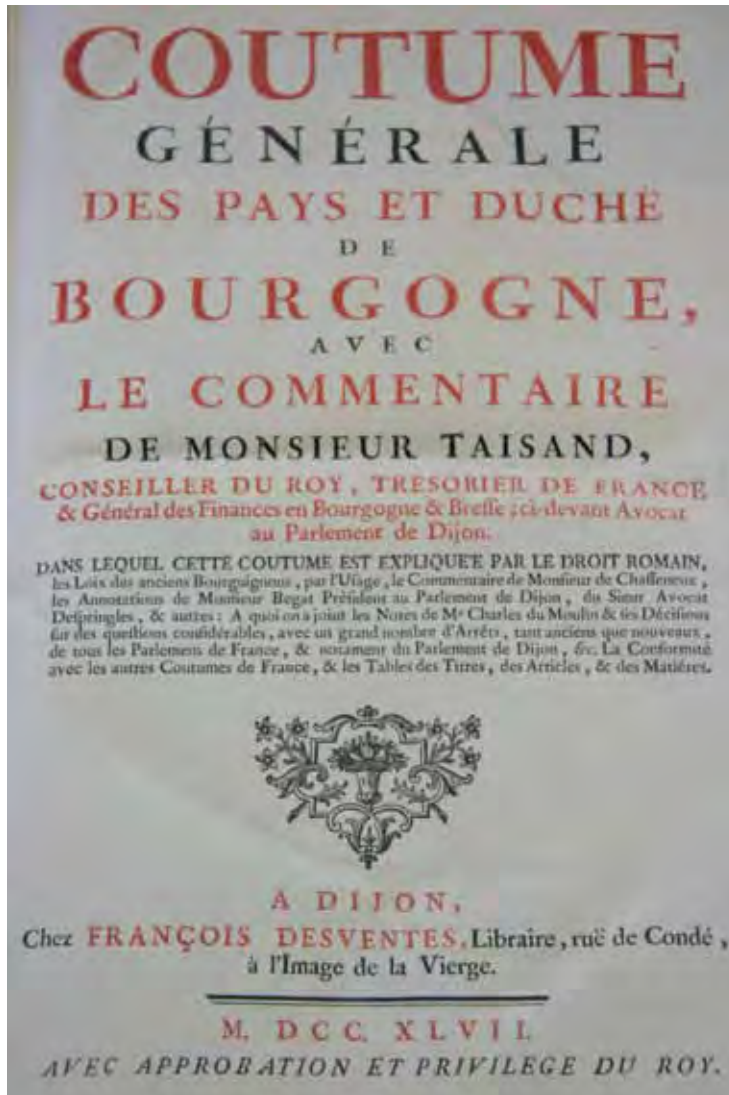 COUTUME
GÉNÉRALE
DES PAYS ET DUCHÉ
DE
BOURGOGNE,
AVEC
LE COMMENTAIRE
DE MONSIEUR TAISAND,
CONSEILLER DU ROY, TRESORIER DE FRANCE
& Général des Finances en Bourgogne & Bresse ; ci-devant Avocat
au Parlement de Dijon.
DANS LEQUEL CETTE COUTUME EST EXPLIQUÉE PAR LE DROIT ROMAIN,
les Loix des anciens Bourguignons, par l'Usage, le Commentaire de Monsieur de Chasseneuz,
les Annotations de Monsieur Begat Président au Parlement de Dijon, du Sieur Avocat
Despringles, & autres : A quoi on a joint les Notes de Me Charles du Moulin & ses Décisions
sur des questions considérables, avec un grand nombre d'Arrêts, tant anciens que nouveaux,
de tous les Parlemens de France, & notament du Parlement de Dijon, &c. La Conformité
avec les autres Coutumes de France, & les Tables des Titres, des Articles, & des Matiéres.
A DIJON,
Chez FRANÇOIS DESVENTES, Libraire, ruë de Condé,
à l'Image de la Vierge.
M. DCC. XLVII.
AVEC APPROBATION ET PRIVILEGE DU ROY.